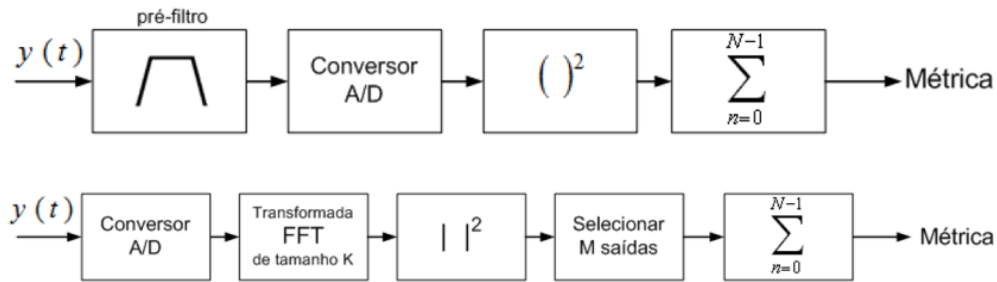 pré-filtro
y (t)
Conversor
A/D
( )²
N-1
∑
n=0
Métrica
y (t)
Conversor
A/D
Transformada
FFT
de tamanho K
| |²
Selecionar
M saídas
N-1
∑
n=0
Métrica